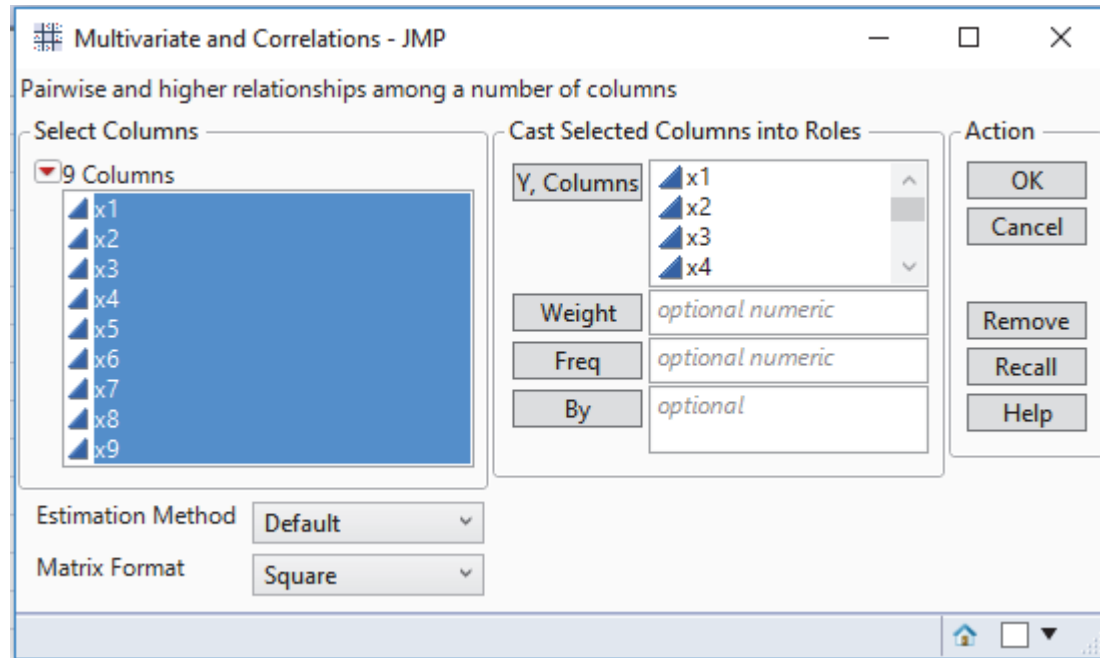 Multivariate and Correlations - JMP
Pairwise and higher relationships among a number of columns
Select Columns
9 Columns
x1
x2
x3
x4
x5
x6
x7
x8
x9
Estimation Method Default
Matrix Format Square
Cast Selected Columns into Roles
Y, Columns
x1
x2
x3
x4
Weight optional numeric
Freq optional numeric
By optional
Action
OK
Cancel
Remove
Recall
Help